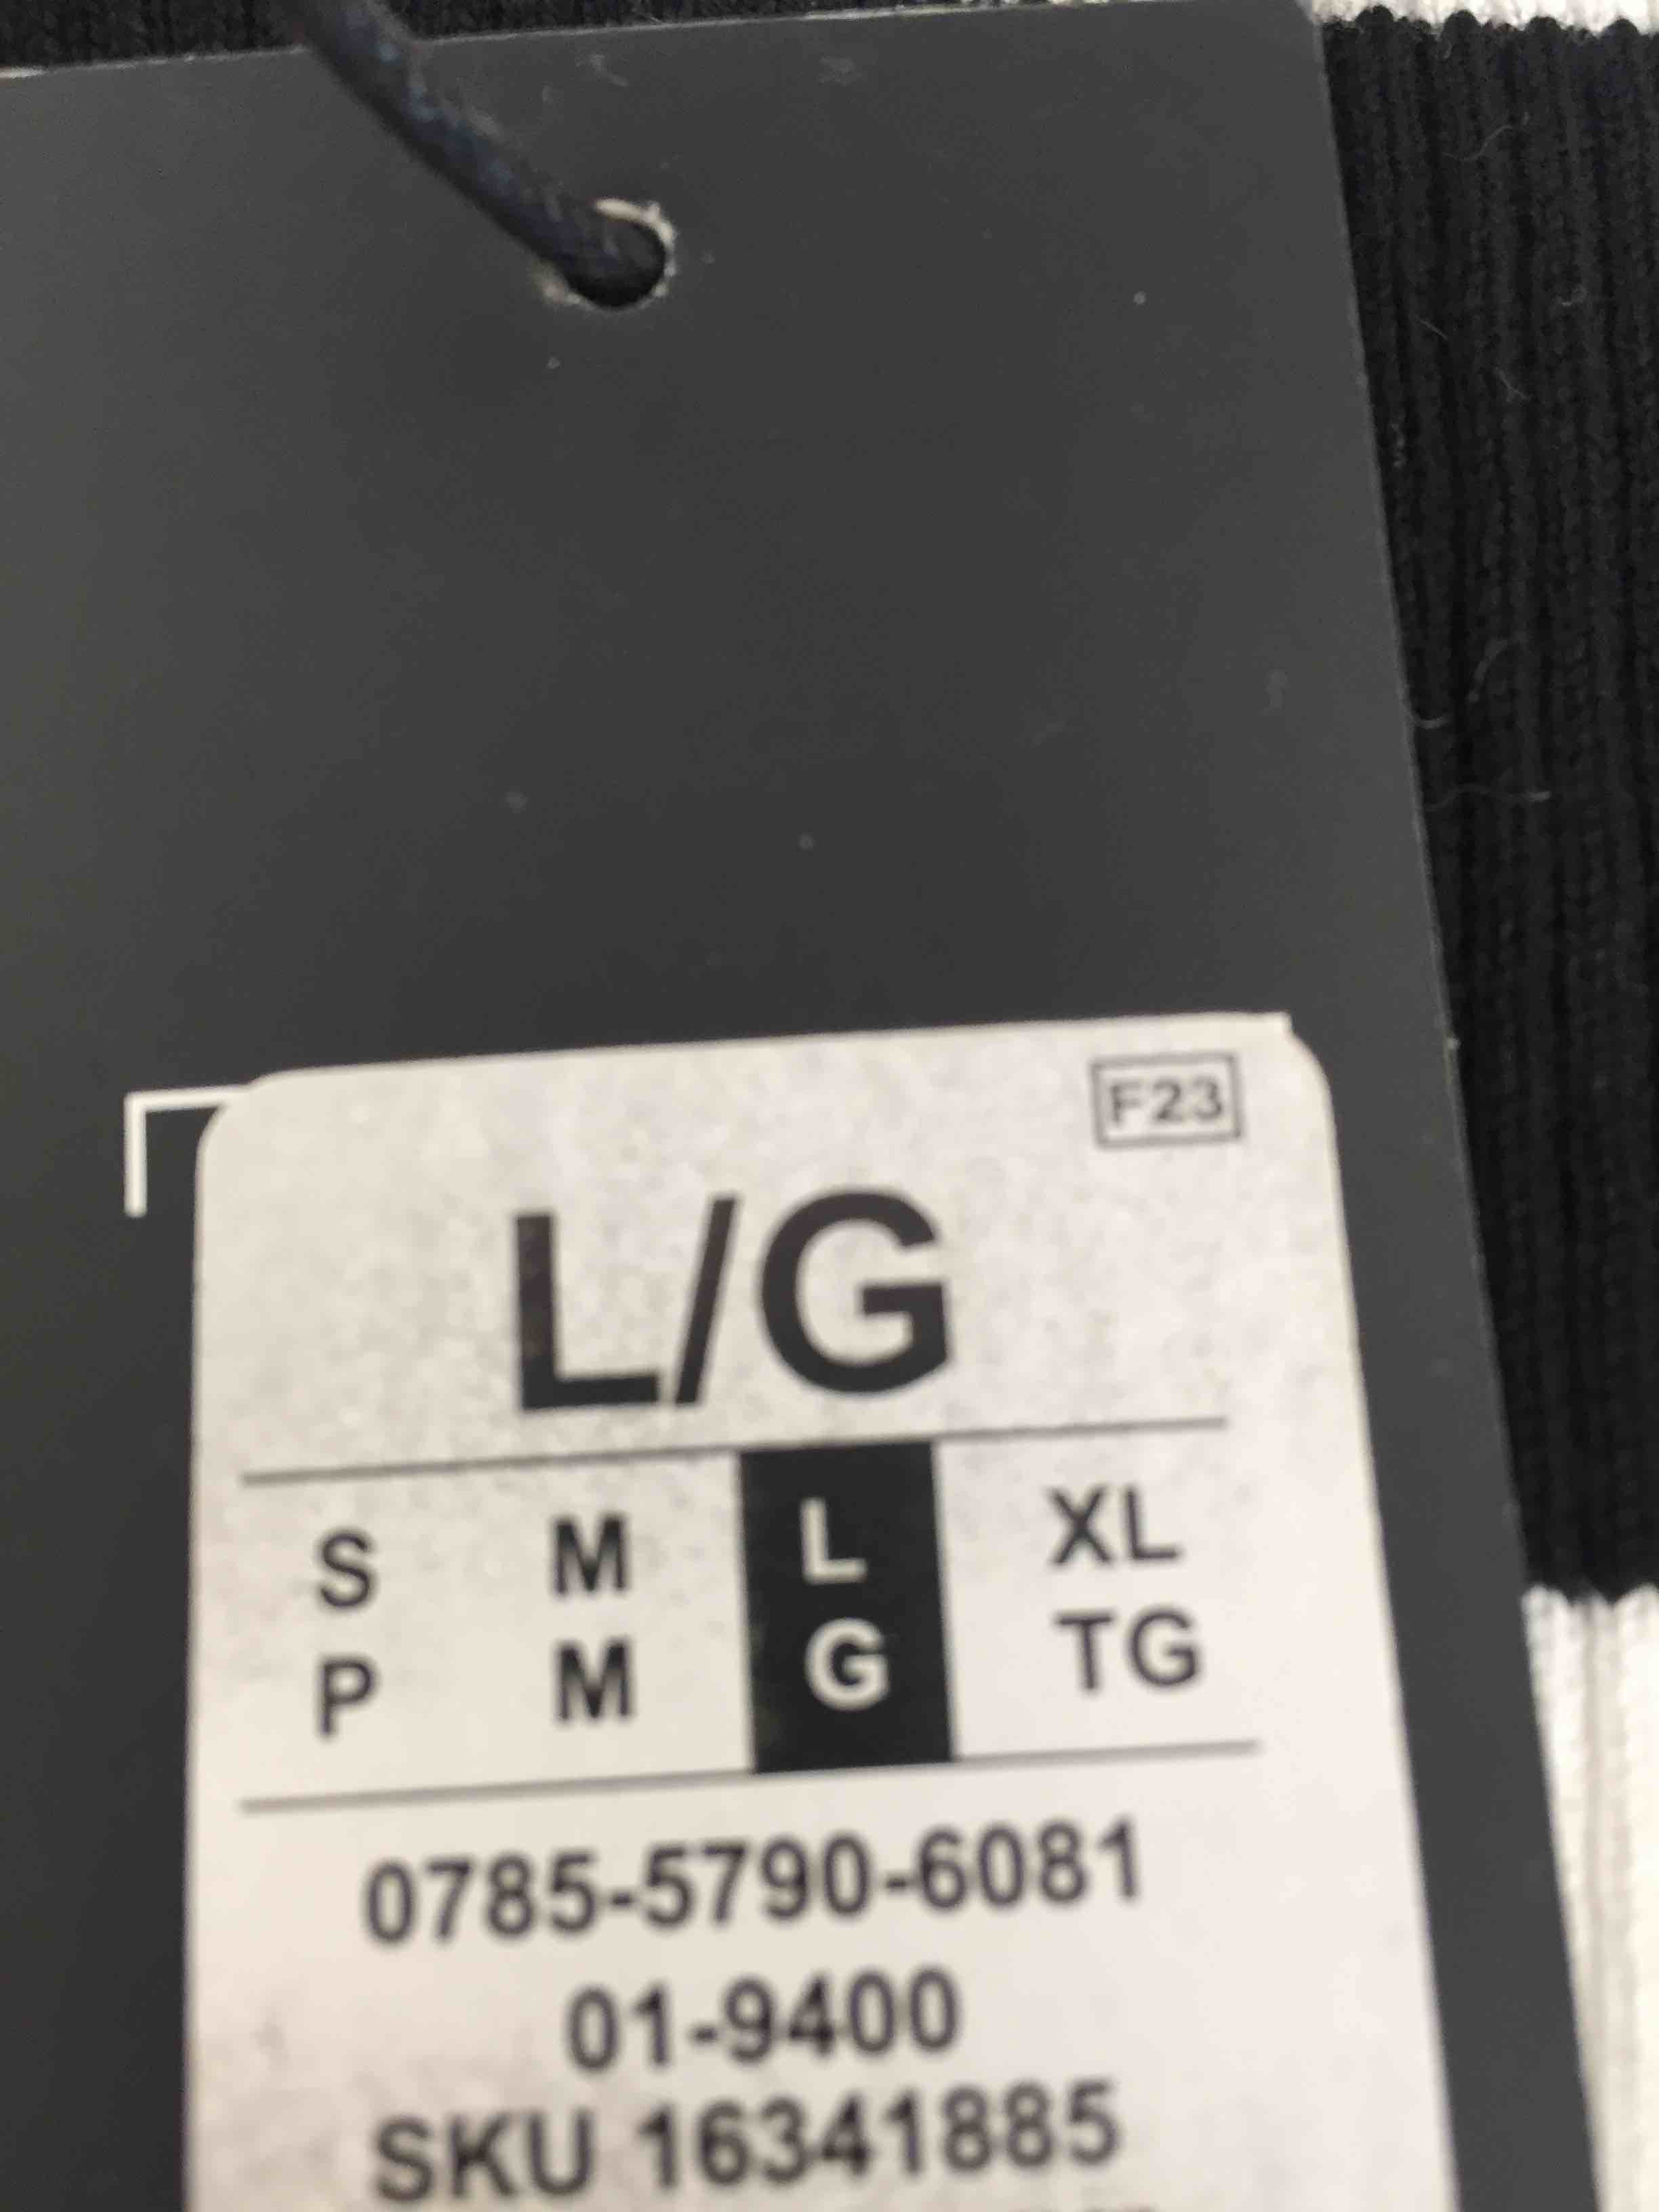 F23
L/G
S M L XL
P M G TG
0785-5790-6081
01-9400
SKU 16341885